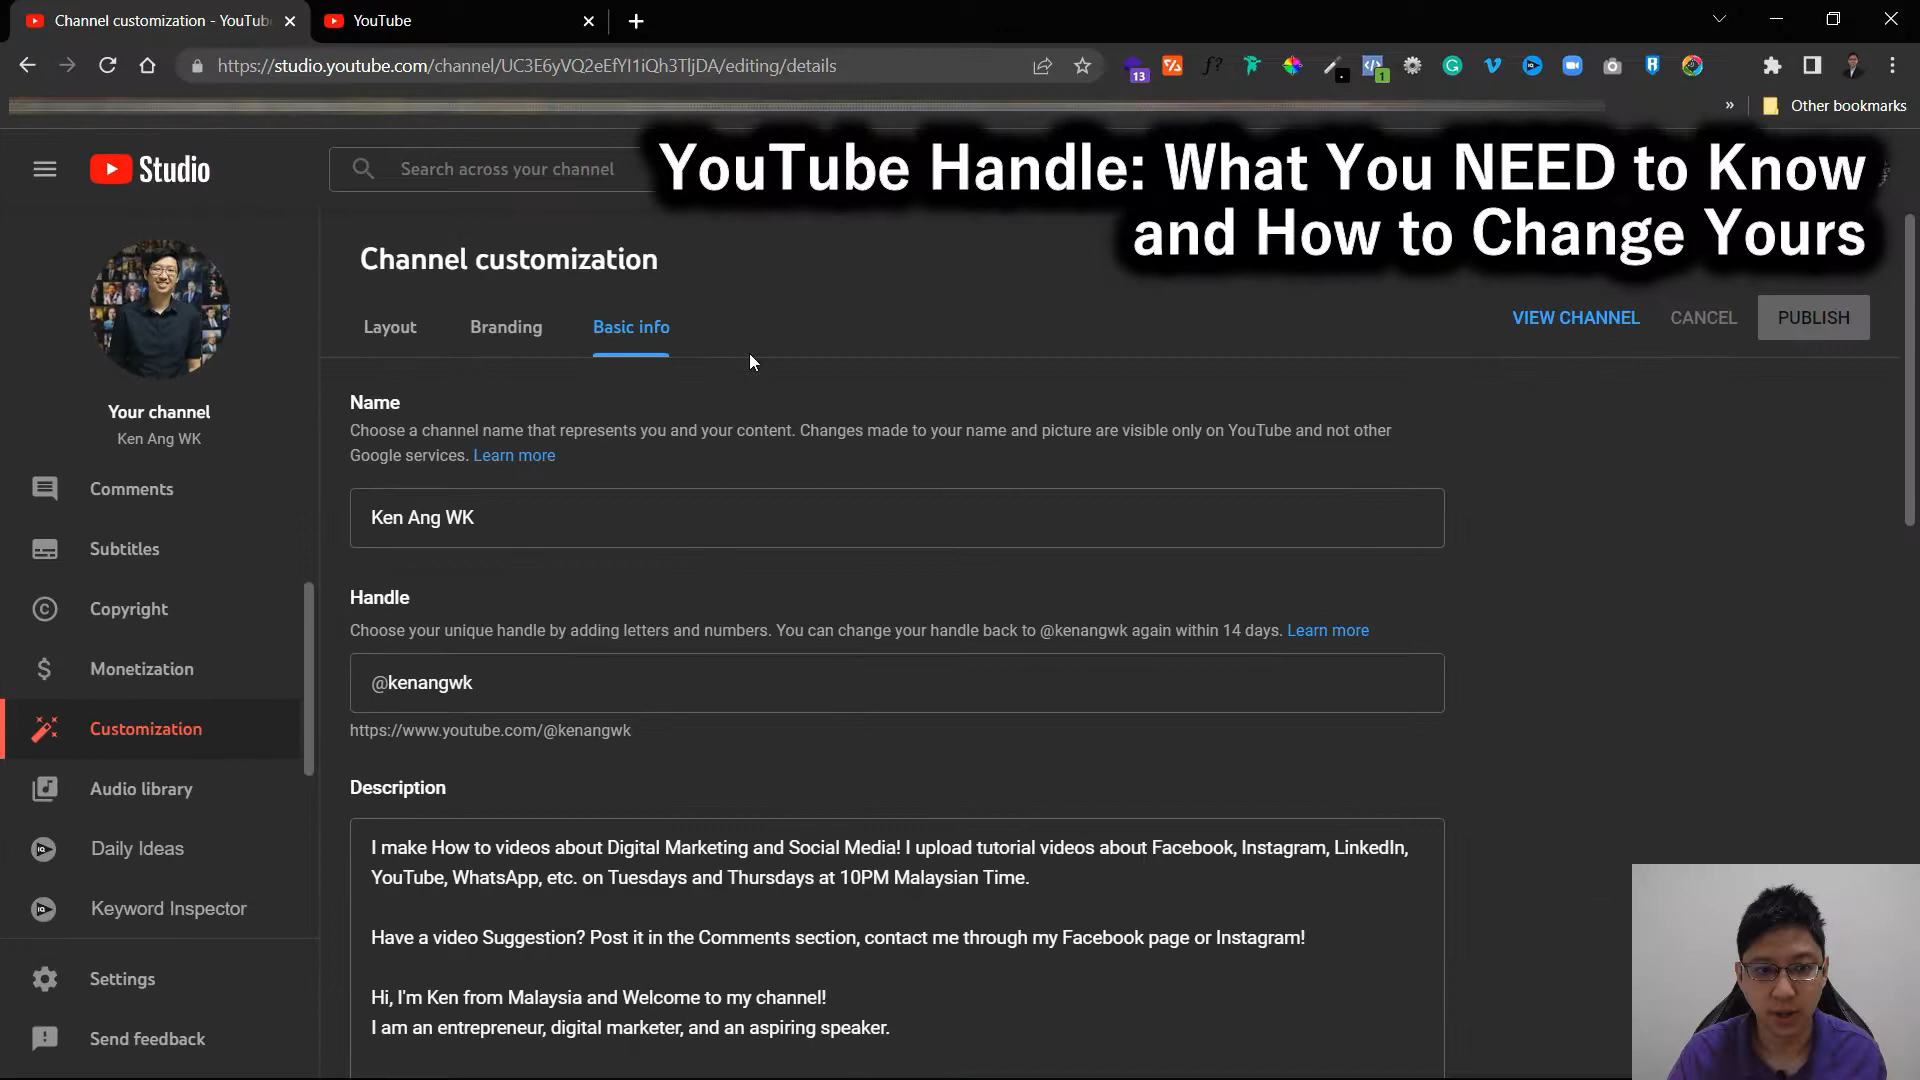 Channel customization - YouTub
YouTube
https://studio.youtube.com/channel/UC3E6yVQ2eEfYI1iQh3TljDA/editing/details
13
f?
1
»
Other bookmarks
Studio
Search across your channel
YouTube Handle: What You NEED to Know
and How to Change Yours
Channel customization
Layout
Branding
Basic info
VIEW CHANNEL
CANCEL
PUBLISH
Your channel
Ken Ang WK
Comments
Subtitles
Copyright
Monetization
Customization
Audio library
Daily Ideas
Keyword Inspector
Settings
Send feedback
Name
Choose a channel name that represents you and your content. Changes made to your name and picture are visible only on YouTube and not other
Google services. Learn more
Ken Ang WK
Handle
Choose your unique handle by adding letters and numbers. You can change your handle back to @kenangwk again within 14 days. Learn more
@kenangwk
https://www.youtube.com/@kenangwk
Description
I make How to videos about Digital Marketing and Social Media! I upload tutorial videos about Facebook, Instagram, LinkedIn,
YouTube, WhatsApp, etc. on Tuesdays and Thursdays at 10PM Malaysian Time.
Have a video Suggestion? Post it in the Comments section, contact me through my Facebook page or Instagram!
Hi, I'm Ken from Malaysia and Welcome to my channel!
I am an entrepreneur, digital marketer, and an aspiring speaker.